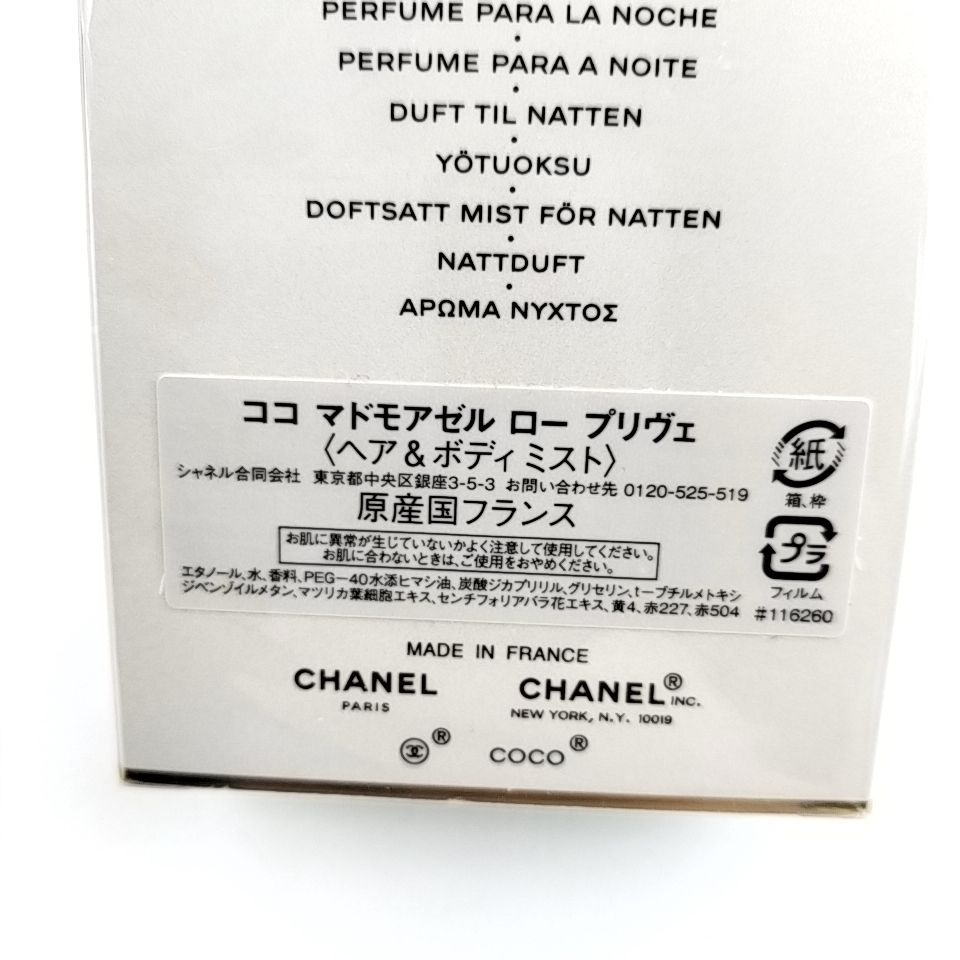 PERFUME PARA LA NOCHE
PERFUME PARA A NOITE
DUFT TIL NATTEN
YÖTUOKSU
DOFTSATT MIST FÖR NATTEN
NATTDUFT
ΑΡΩΜΑ ΝΥΧΤΟΣ
ココ マドモアゼル ロー プリヴェ
〈ヘア＆ボディ ミスト〉
シャネル合同会社 東京都中央区銀座3-5-3 お問い合わせ先 0120-525-519
原産国フランス
お肌に異常が生じていないかよく注意して使用してください。
お肌に合わないときは、ご使用をおやめください。
エタノール、水、香料、PEG－40水添ヒマシ油、炭酸ジカプリリル、グリセリン、t－ブチルメトキシ
ジベンゾイルメタン、マツリカ葉細胞エキス、センチフォリアバラ花エキス、黄4、赤227、赤504
紙
箱、枠
プラ
フィルム
#116260
MADE IN FRANCE
CHANEL
PARIS
CHANEL® INC.
NEW YORK, N.Y. 10019
®
COCO®